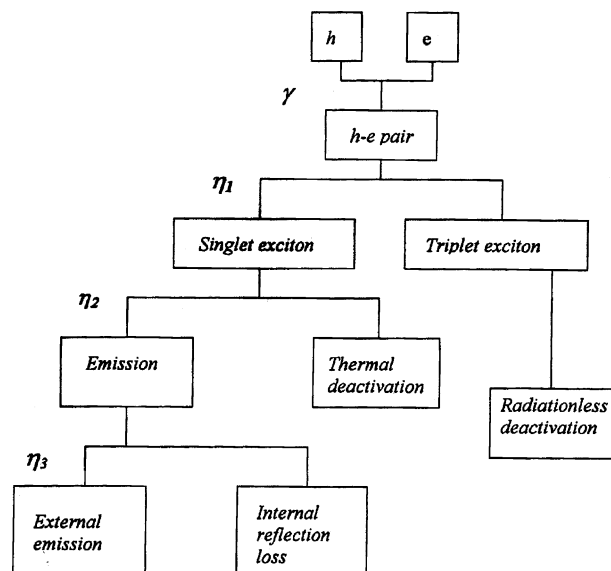 h
e
γ
h-e pair
η1
Singlet exciton
Triplet exciton
η2
Emission
Thermal
deactivation
Radiationless
deactivation
η3
External
emission
Internal
reflection
loss